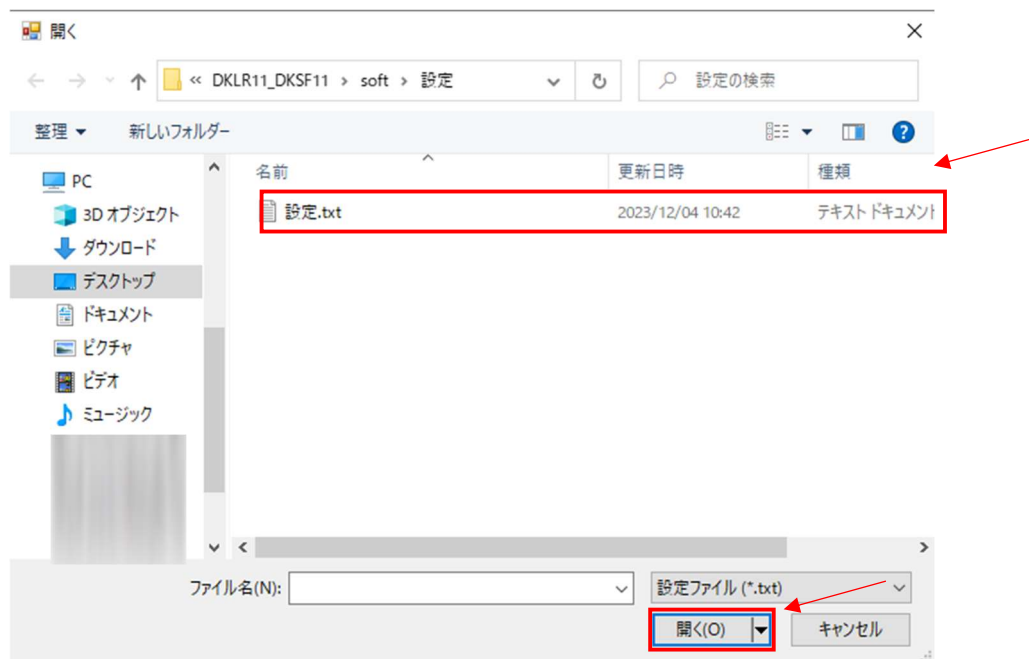 開く
« DKLR11_DKSF11 › soft › 設定
設定の検索
整理
新しいフォルダー
名前
更新日時
種類
設定.txt
2023/12/04 10:42
テキスト ドキュメント
PC
3D オブジェクト
ダウンロード
デスクトップ
ドキュメント
ピクチャ
ビデオ
ミュージック
ファイル名(N):
設定ファイル (*.txt)
開く(O)
キャンセル